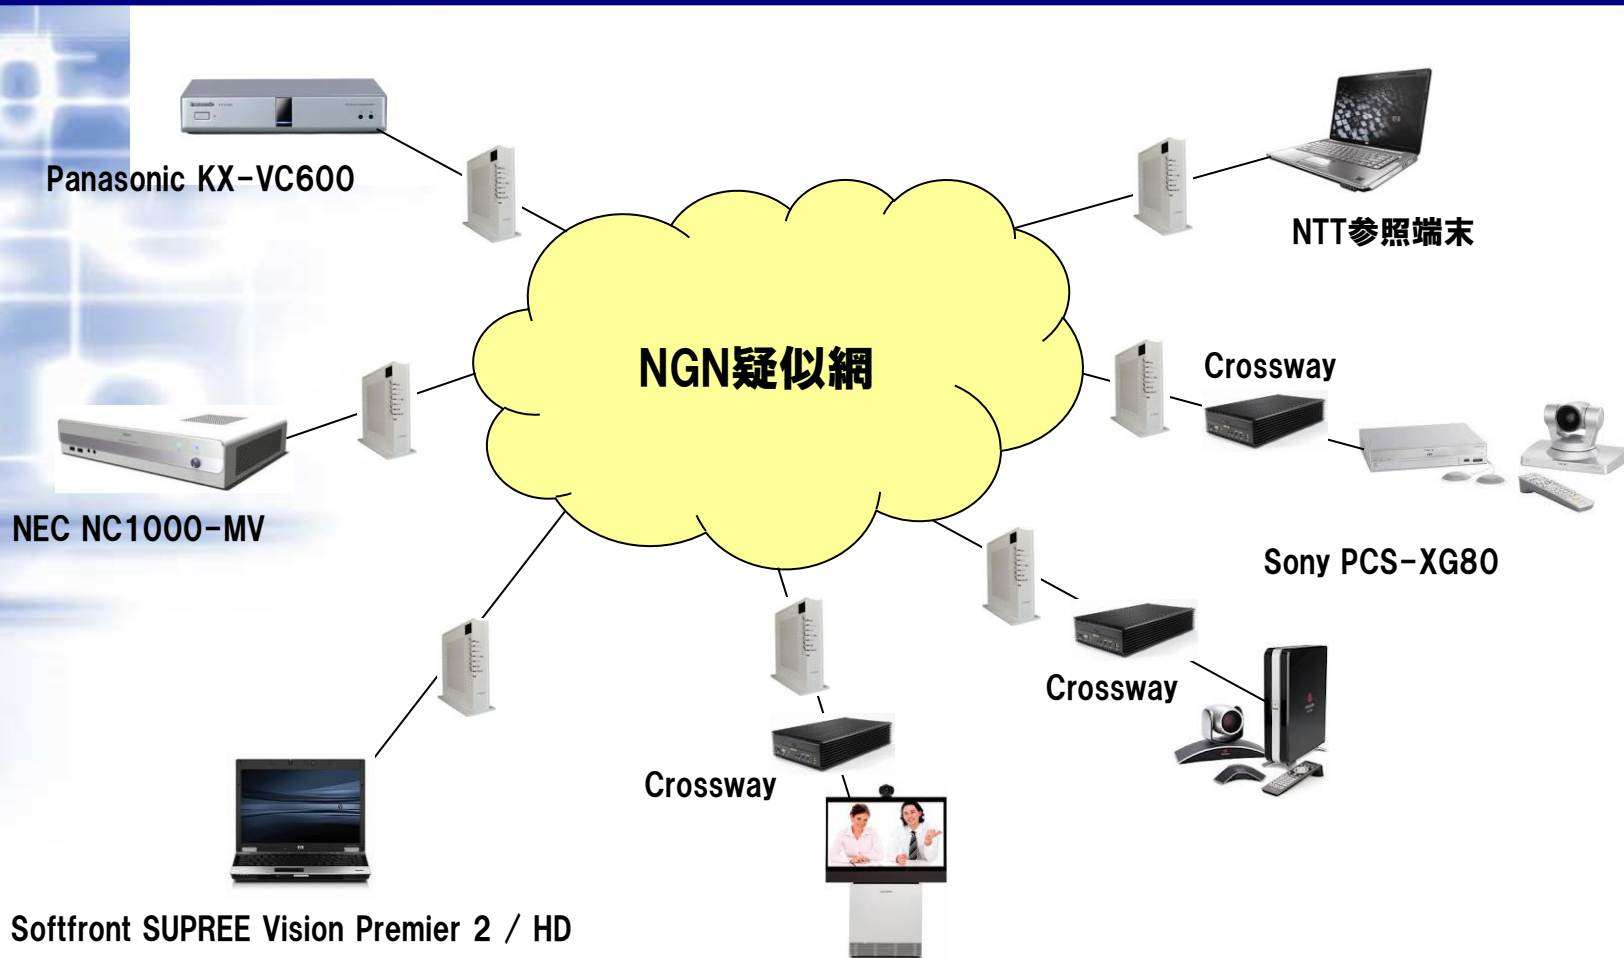 Panasonic KX-VC600
NTT参照端末
NGN疑似網
Crossway
NEC NC1000-MV
Sony PCS-XG80
Crossway
Crossway
Softfront SUPREE Vision Premier 2 / HD